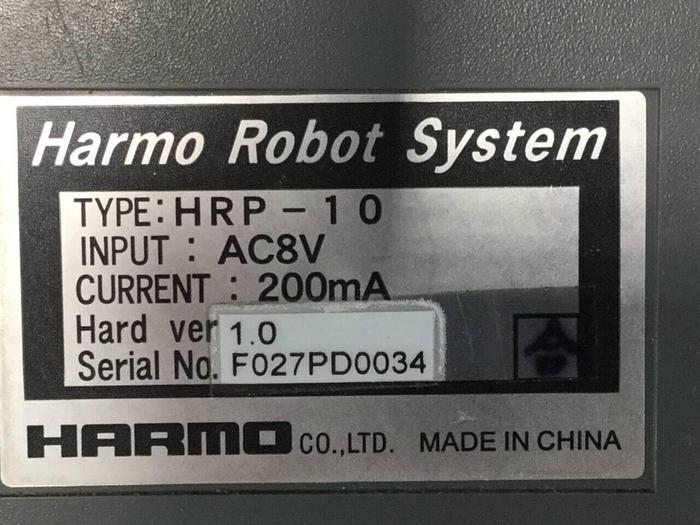 Harmo Robot System
TYPE: HRP-10
INPUT : AC8V
CURRENT : 200mA
Hard ver 1.0
Serial No. F027PD0034
合
HARMO CO.,LTD. MADE IN CHINA